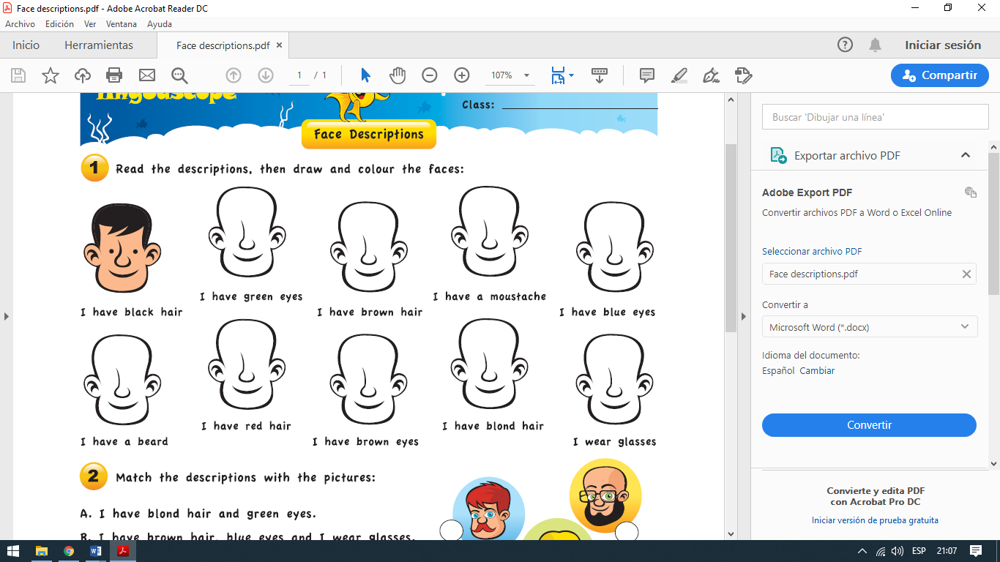 Face descriptions.pdf - Adobe Acrobat Reader DC
Archivo Edición Ver Ventana Ayuda
Inicio Herramientas Face descriptions.pdf Iniciar sesión
1 / 1 107% Compartir
linguascope
Class:
Face Descriptions
1 Read the descriptions, then draw and colour the faces:
I have green eyes I have a moustache
I have black hair I have brown hair I have blue eyes
I have red hair I have blond hair
I have a beard I have brown eyes I wear glasses
2 Match the descriptions with the pictures:
A. I have blond hair and green eyes.
B. I have brown hair, blue eyes and I wear glasses.
Buscar 'Dibujar una línea'
Exportar archivo PDF
Adobe Export PDF
Convertir archivos PDF a Word o Excel Online
Seleccionar archivo PDF
Face descriptions.pdf
Convertir a
Microsoft Word (*.docx)
Idioma del documento:
Español Cambiar
Convertir
Convierte y edita PDF
con Acrobat Pro DC
Iniciar versión de prueba gratuita
ESP 21:07